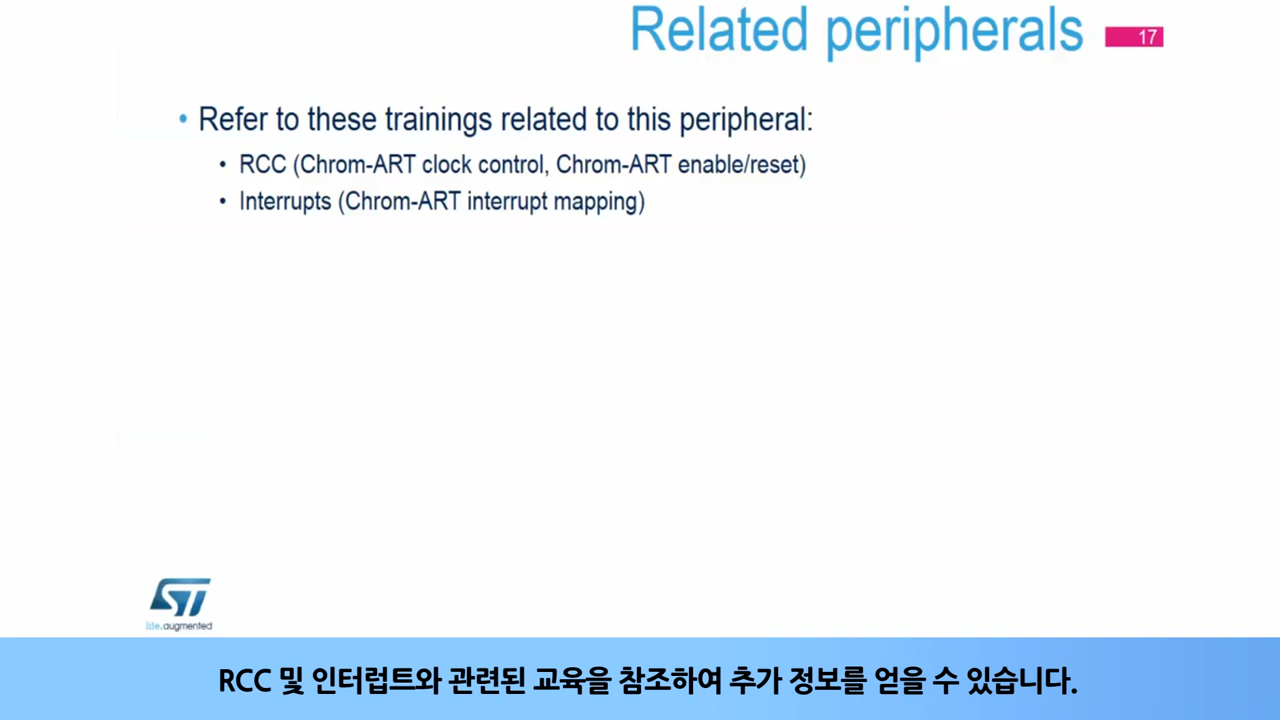 Related peripherals
17
• Refer to these trainings related to this peripheral:
• RCC (Chrom-ART clock control, Chrom-ART enable/reset)
• Interrupts (Chrom-ART interrupt mapping)
ST
life.augmented
RCC 및 인터럽트와 관련된 교육을 참조하여 추가 정보를 얻을 수 있습니다.